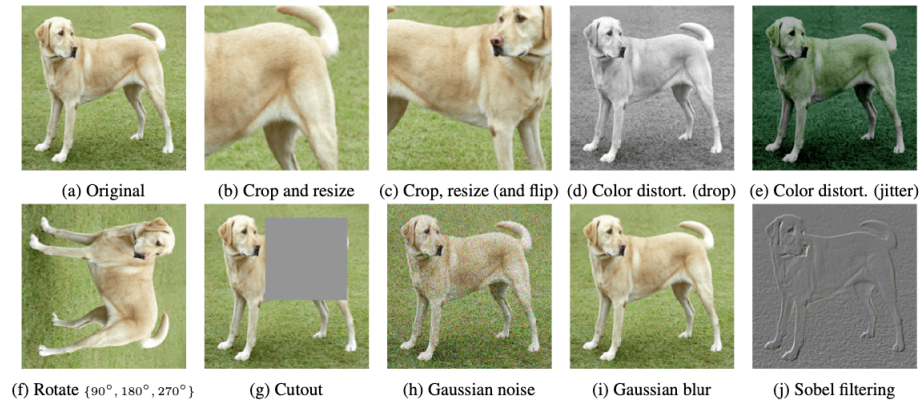 (a) Original
(b) Crop and resize
(c) Crop, resize (and flip)
(d) Color distort. (drop)
(e) Color distort. (jitter)
(f) Rotate {90°, 180°, 270°}
(g) Cutout
(h) Gaussian noise
(i) Gaussian blur
(j) Sobel filtering